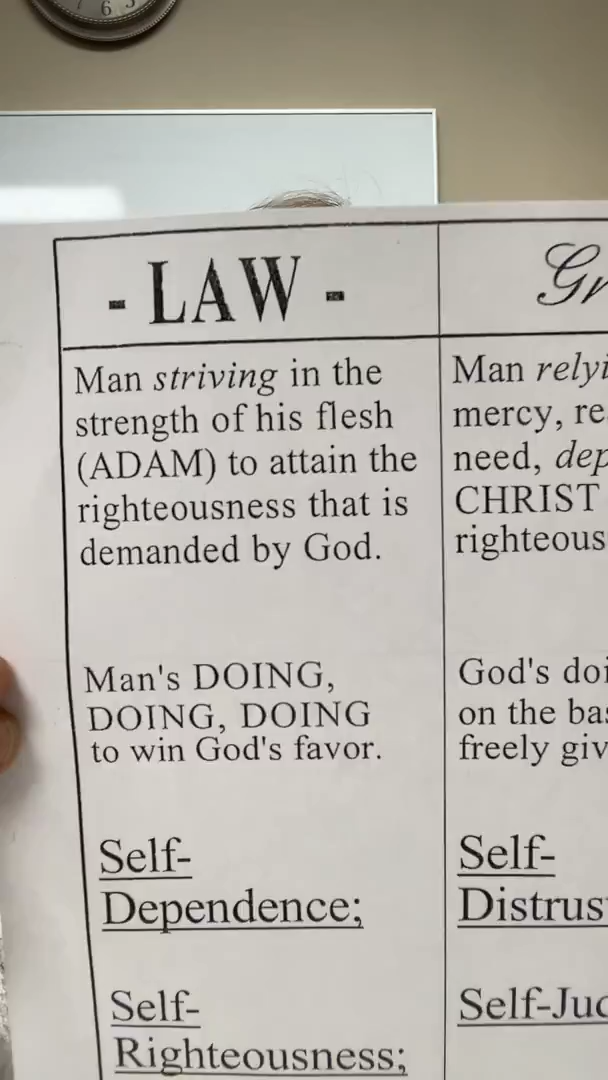 6
- LAW -
Man striving in the
strength of his flesh
(ADAM) to attain the
righteousness that is
demanded by God.
Man's DOING,
DOING, DOING
to win God's favor.
Self-
Dependence;
Self-
Righteousness;
Man
mercy,
need,
CHRIST
God's
on the
freely
Self-